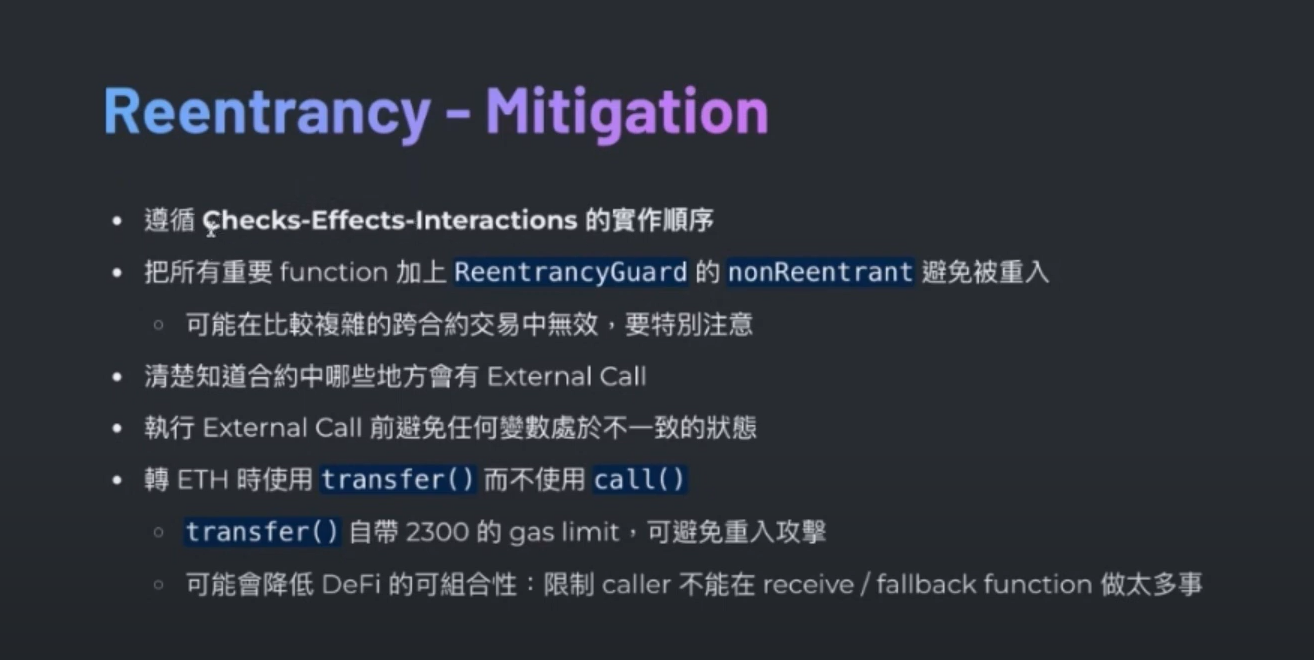 Reentrancy - Mitigation
遵循 Checks-Effects-Interactions 的實作順序
把所有重要 function 加上 ReentrancyGuard 的 nonReentrant 避免被重入
可能在比較複雜的跨合約交易中無效，要特別注意
清楚知道合約中哪些地方會有 External Call
執行 External Call 前避免任何變數處於不一致的狀態
轉 ETH 時使用 transfer() 而不使用 call()
transfer() 自帶 2300 的 gas limit，可避免重入攻擊
可能會降低 DeFi 的可組合性：限制 caller 不能在 receive / fallback function 做太多事